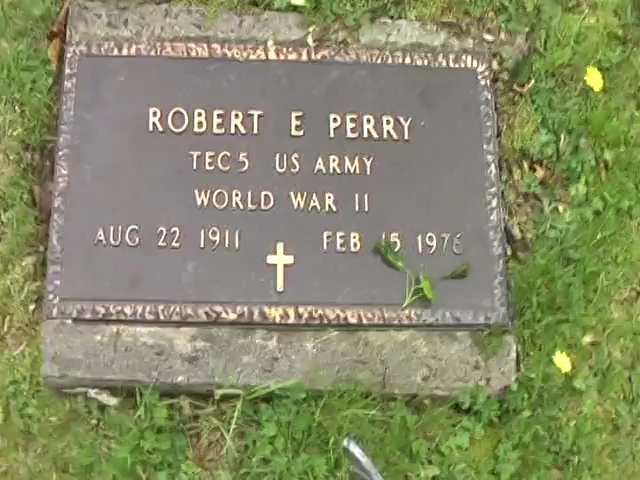 ROBERT E PERRY
TEC 5 US ARMY
WORLD WAR II
AUG 22 1911 FEB 15 1976